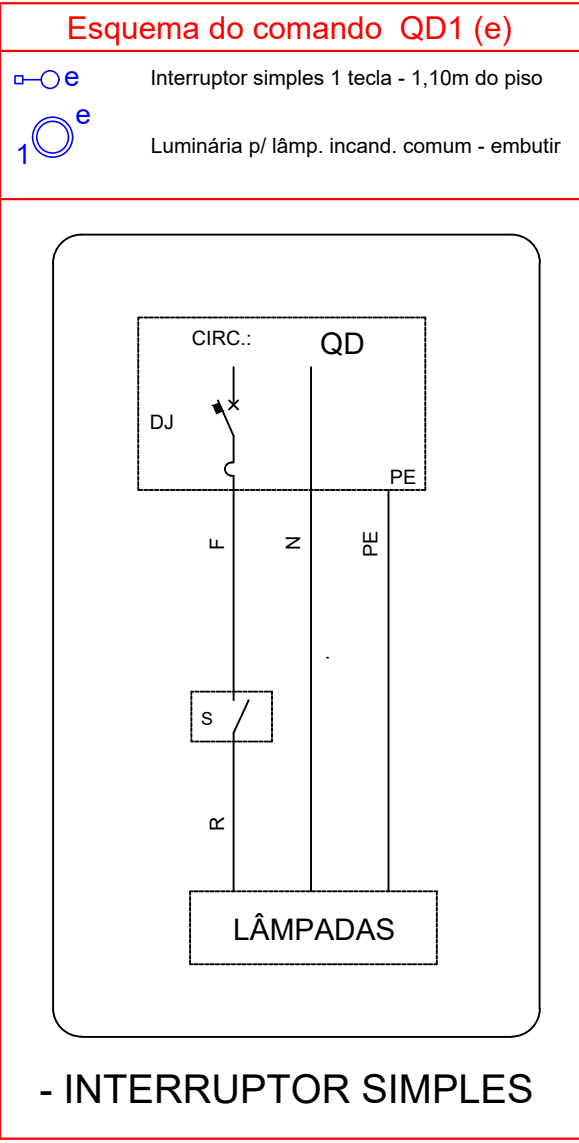 Esquema do comando QD1 (e)
e Interruptor simples 1 tecla - 1,10m do piso
e
1 Luminária p/ lâmp. incand. comum - embutir
CIRC.: QD
DJ
PE
F N PE
S
R
LÂMPADAS
- INTERRUPTOR SIMPLES